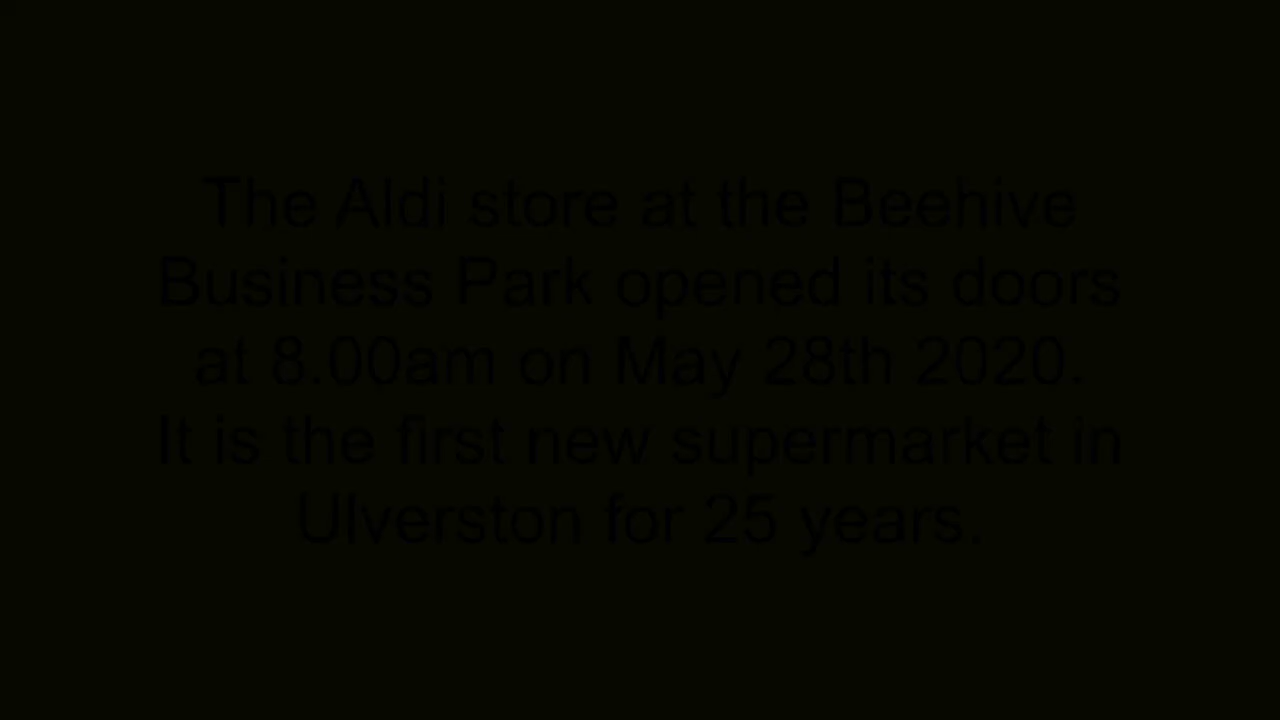 The Aldi store at the Beehive
Business Park opened its doors
at 8.00am on May 28th 2020.
It is the first new supermarket in
Ulverston for 25 years.